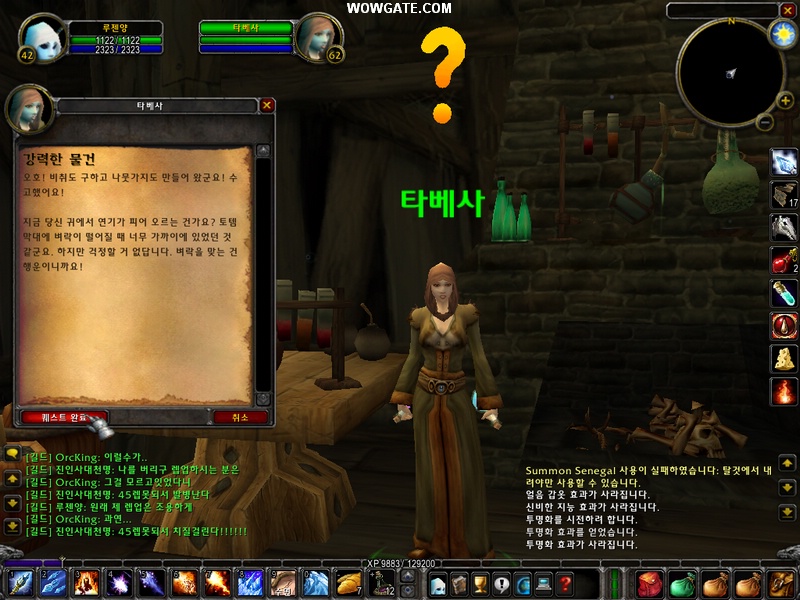 WOWGATE.COM
루젠양
1122 / 1122
2323 / 2323
42
타베사
62
N
타베사
강력한 물건
오호! 비취도 구하고 나뭇가지도 만들어 왔군요! 수
고했어요!
지금 당신 귀에서 연기가 피어 오르는 건가요? 토템
막대에 벼락이 떨어질 때 너무 가까이에 있었던 것
같군요. 하지만 걱정할 거 없답니다. 벼락을 맞는 건
행운이니까요!
퀘스트 완료
취소
타베사
17
2
[길드] OrcKing: 이럴수가..
[길드] 진인사대천명: 나를 버리구 렙업하시는 분은
[길드] OrcKing: 그걸 모르고잇었다니
[길드] 진인사대천명: 45렙못되서 발병난다
[길드] 루젠양: 원래 제 렙업은 조용하게
[길드] OrcKing: 과연...
[길드] 진인사대천명: 45렙못되서 치질걸린다!!!!!!
Summon Senegal 사용이 실패하였습니다: 탈것에서 내
려야만 사용할 수 있습니다.
얼음 갑옷 효과가 사라집니다.
신비한 지능 효과가 사라집니다.
투명화를 시전하려 합니다.
투명화 효과를 얻었습니다.
투명화 효과가 사라집니다.
XP 9883 / 129200
7
12